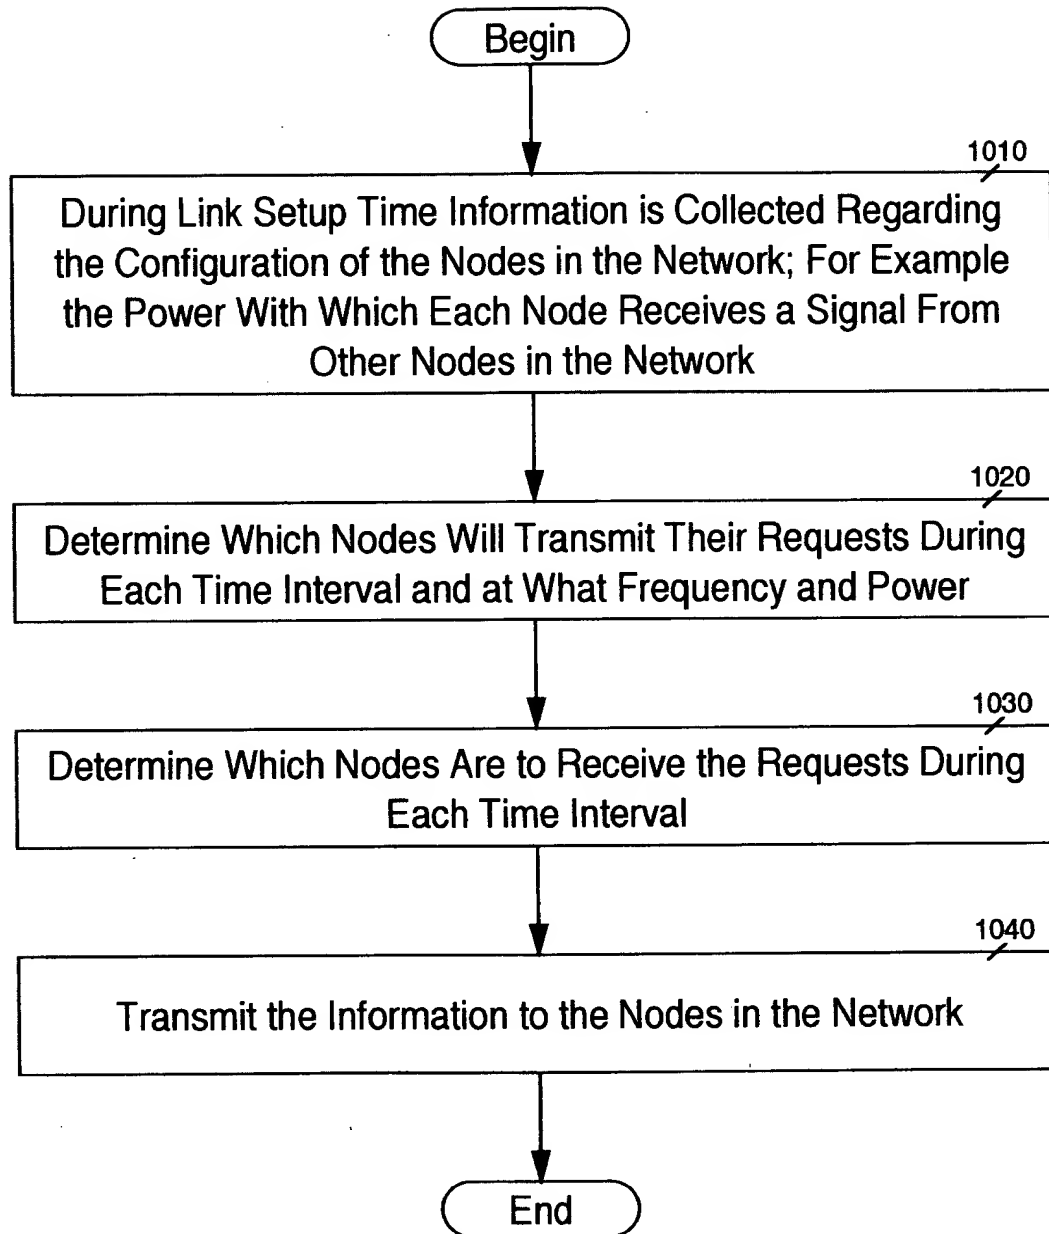 Begin
1010
During Link Setup Time Information is Collected Regarding
the Configuration of the Nodes in the Network; For Example
the Power With Which Each Node Receives a Signal From
Other Nodes in the Network
1020
Determine Which Nodes Will Transmit Their Requests During
Each Time Interval and at What Frequency and Power
1030
Determine Which Nodes Are to Receive the Requests During
Each Time Interval
1040
Transmit the Information to the Nodes in the Network
End